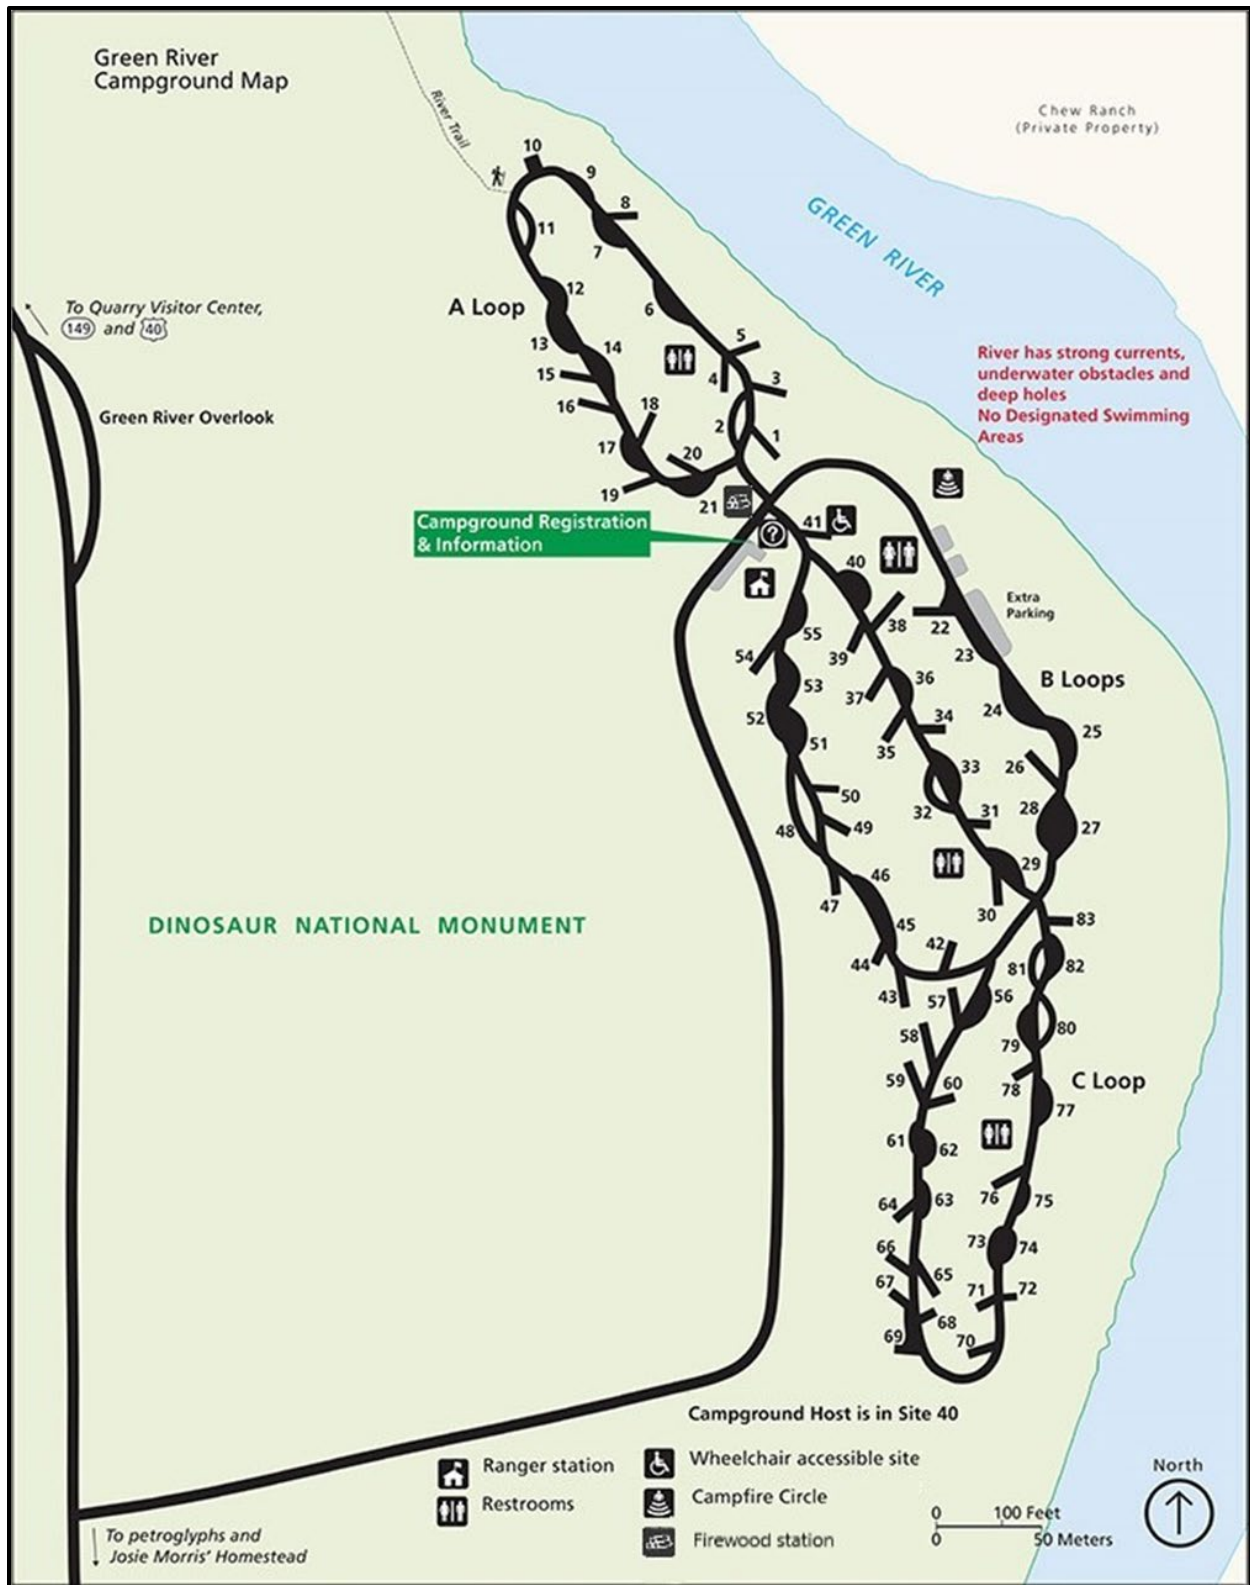 Green River
Campground Map
River Trail
Chew Ranch
(Private Property)
GREEN RIVER
10
9
8
11
7
12
A Loop
6
To Quarry Visitor Center,
149 and 40
13
14
5
15
4
3
River has strong currents,
underwater obstacles and
deep holes
No Designated Swimming
Areas
16
18
2
1
Green River Overlook
17
20
19
21
Campground Registration
& Information
?
41
40
Extra
Parking
38
22
55
54
39
23
53
37
36
B Loops
52
34
24
51
35
25
33
26
50
32
31
28
48
49
27
46
29
47
30
45
83
DINOSAUR NATIONAL MONUMENT
42
44
81
82
43
57
56
58
80
79
59
60
78
C Loop
77
61
62
64
63
76
75
66
73
74
67
65
71
72
68
69
70
Campground Host is in Site 40
Ranger station
Restrooms
Wheelchair accessible site
Campfire Circle
Firewood station
North
0 100 Feet
0 50 Meters
To petroglyphs and
Josie Morris' Homestead